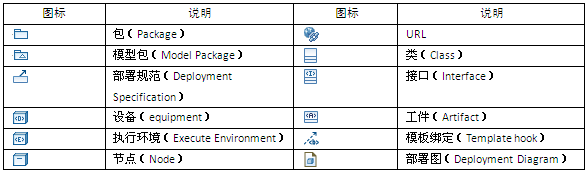 图标 说明 图标 说明
包（Package） URL
模型包（Model Package） 类（Class）
部署规范（Deployment Specification） 接口（Interface）
设备（equipment） 工件（Artifact）
执行环境（Execute Environment） 模板绑定（Template hook）
节点（Node） 部署图（Deployment Diagram）